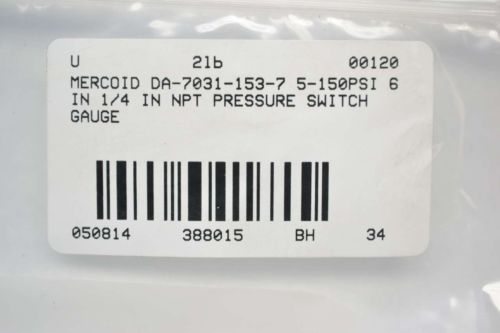 U 2lb 00120
MERCOID DA-7031-153-7 5-150PSI 6
IN 1/4 IN NPT PRESSURE SWITCH
GAUGE
050814 388015 BH 34